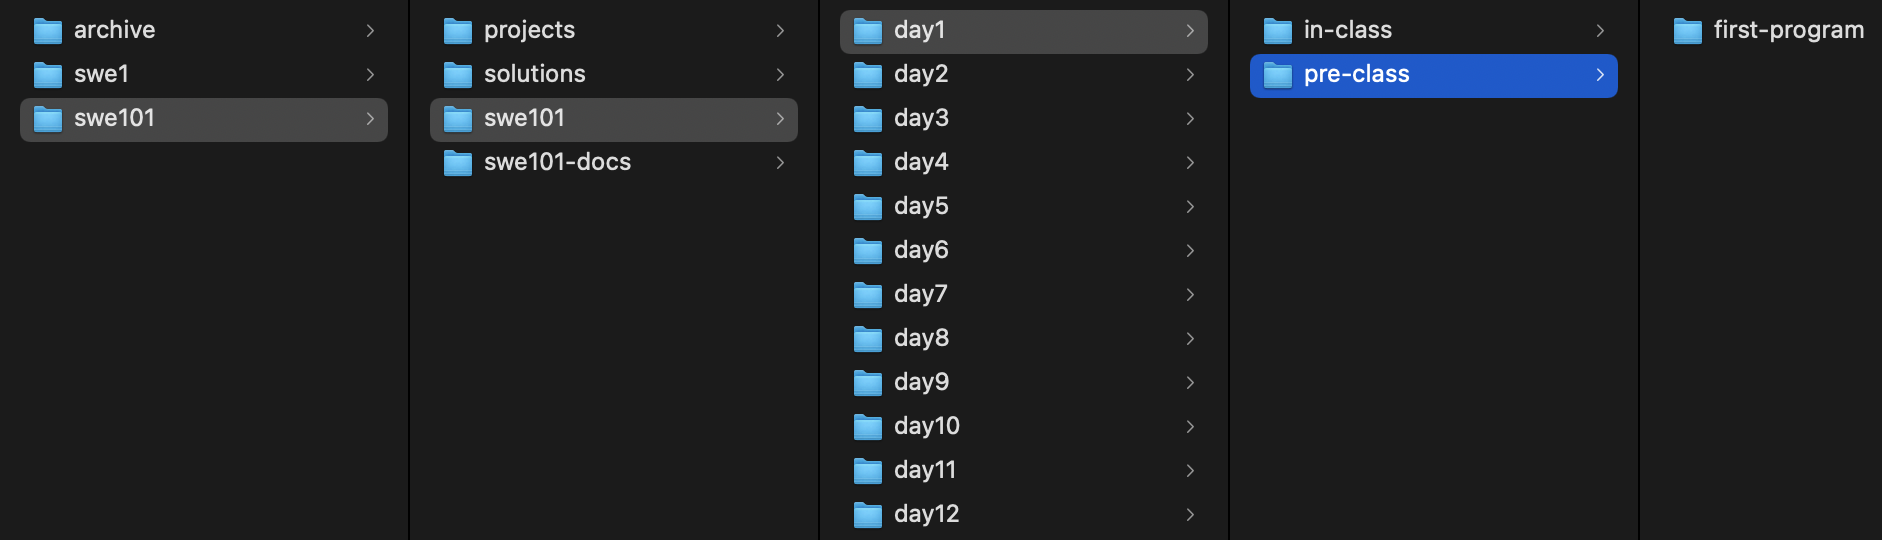 archive
swe1
swe101
projects
solutions
swe101
swe101-docs
day1
day2
day3
day4
day5
day6
day7
day8
day9
day10
day11
day12
in-class
pre-class
first-program